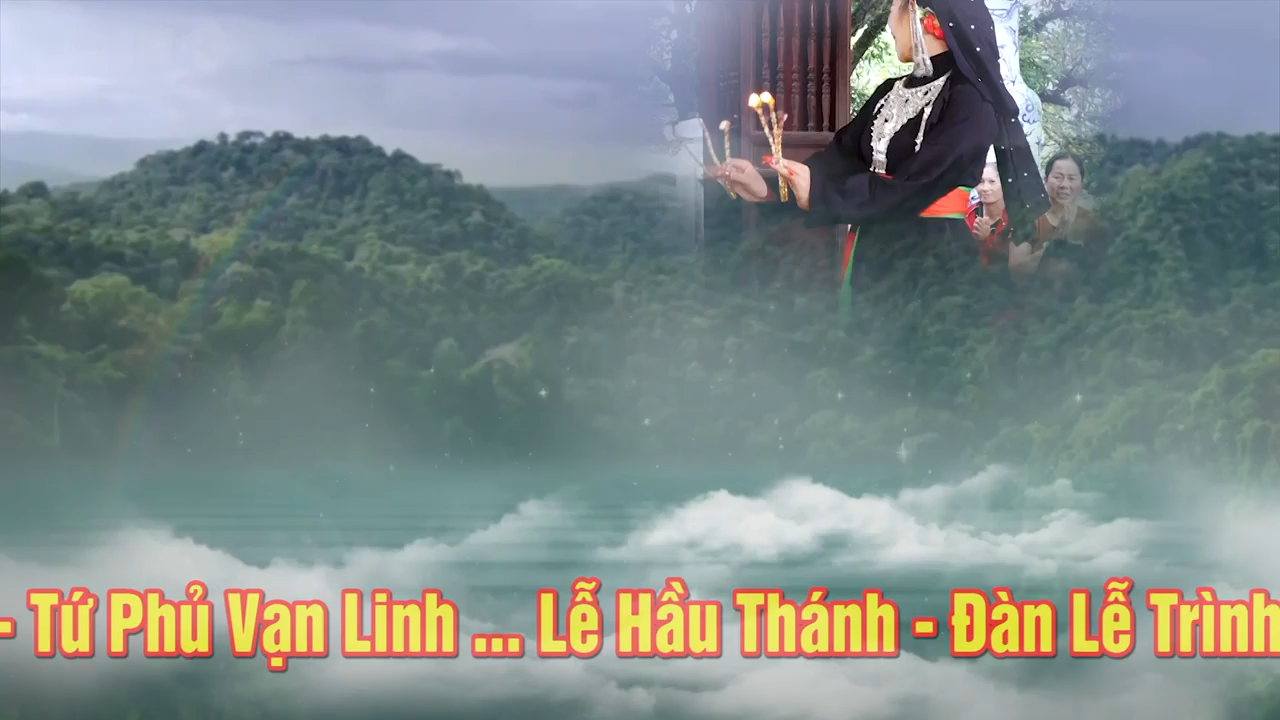 - Tứ Phủ Vạn Linh ... Lễ Hầu Thánh - Đàn Lễ Trình